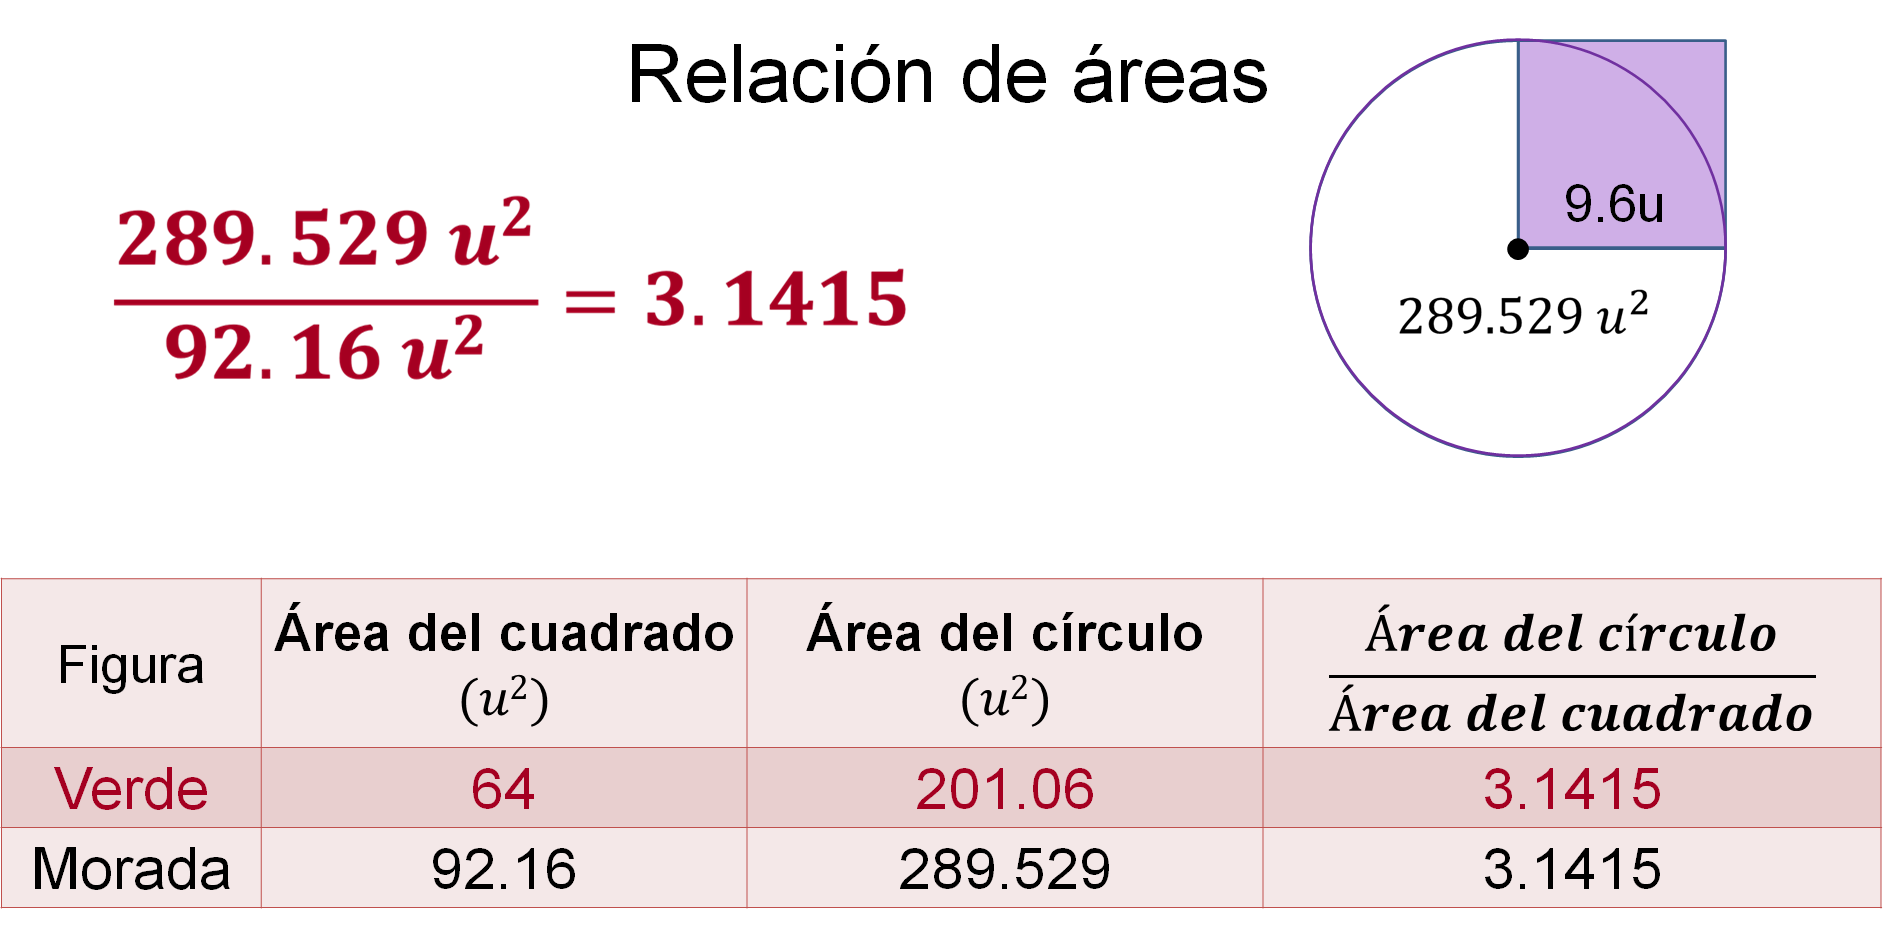 Relación de áreas
289.529 u²
92.16 u²
= 3.1415
9.6u
289.529 u²
Figura
Área del cuadrado
(u²)
Área del círculo
(u²)
Área del círculo
Área del cuadrado
Verde 64 201.06 3.1415
Morada 92.16 289.529 3.1415